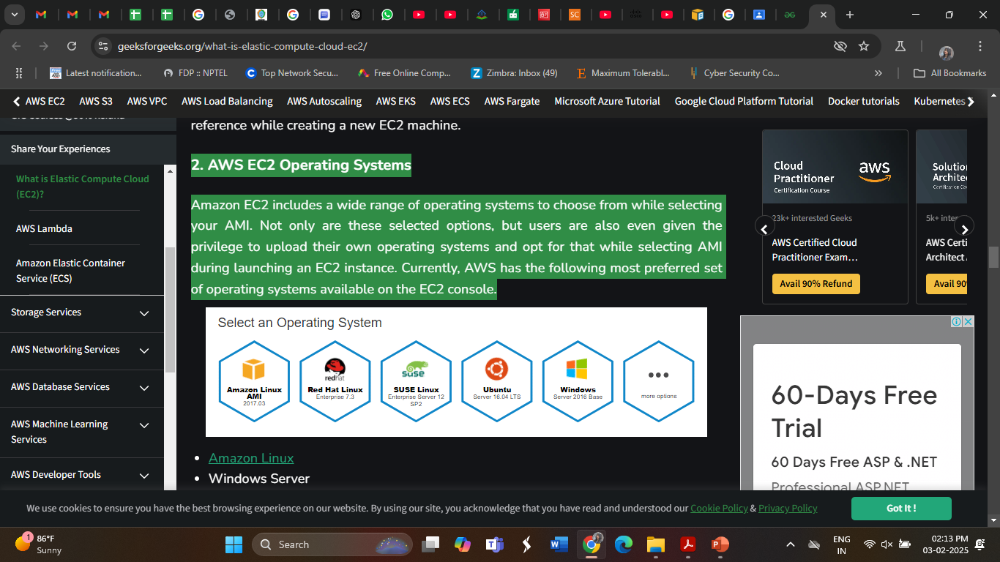 geeksforgeeks.org/what-is-elastic-compute-cloud-ec2/
Latest notification...
FDP :: NPTEL
Top Network Secu...
Free Online Comp...
Zimbra: Inbox (49)
Maximum Tolerabl...
Cyber Security Co...
All Bookmarks
AWS EC2
AWS S3
AWS VPC
AWS Load Balancing
AWS Autoscaling
AWS EKS
AWS ECS
AWS Fargate
Microsoft Azure Tutorial
Google Cloud Platform Tutorial
Docker tutorials
Kubernetes
Share Your Experiences
What is Elastic Compute Cloud
(EC2)?
AWS Lambda
Amazon Elastic Container
Service (ECS)
Storage Services
AWS Networking Services
AWS Database Services
AWS Machine Learning
Services
AWS Developer Tools
reference while creating a new EC2 machine.
2. AWS EC2 Operating Systems
Amazon EC2 includes a wide range of operating systems to choose from while selecting
your AMI. Not only are these selected options, but users are also even given the
privilege to upload their own operating systems and opt for that while selecting AMI
during launching an EC2 instance. Currently, AWS has the following most preferred set
of operating systems available on the EC2 console.
Select an Operating System
Amazon Linux
AMI
2017.03
redhat
Red Hat Linux
Enterprise 7.3
SUSE
SUSE Linux
Enterprise Server 12
SP2
Ubuntu
Server 16.04 LTS
Windows
Server 2016 Base
more options
Amazon Linux
Windows Server
Cloud
Practitioner
Certification Course
aws
23k+ interested Geeks
AWS Certified Cloud
Practitioner Exam...
Avail 90% Refund
Solutio
Archite
Certification Co
5k+ inter
AWS Certi
Architect
Avail 90
60-Days Free
Trial
60 Days Free ASP & .NET
Professional ASP.NET
We use cookies to ensure you have the best browsing experience on our website. By using our site, you acknowledge that you have read and understood our Cookie Policy & Privacy Policy
Got It !
1
86°F
Sunny
Search
ENG
IN
02:13 PM
03-02-2025